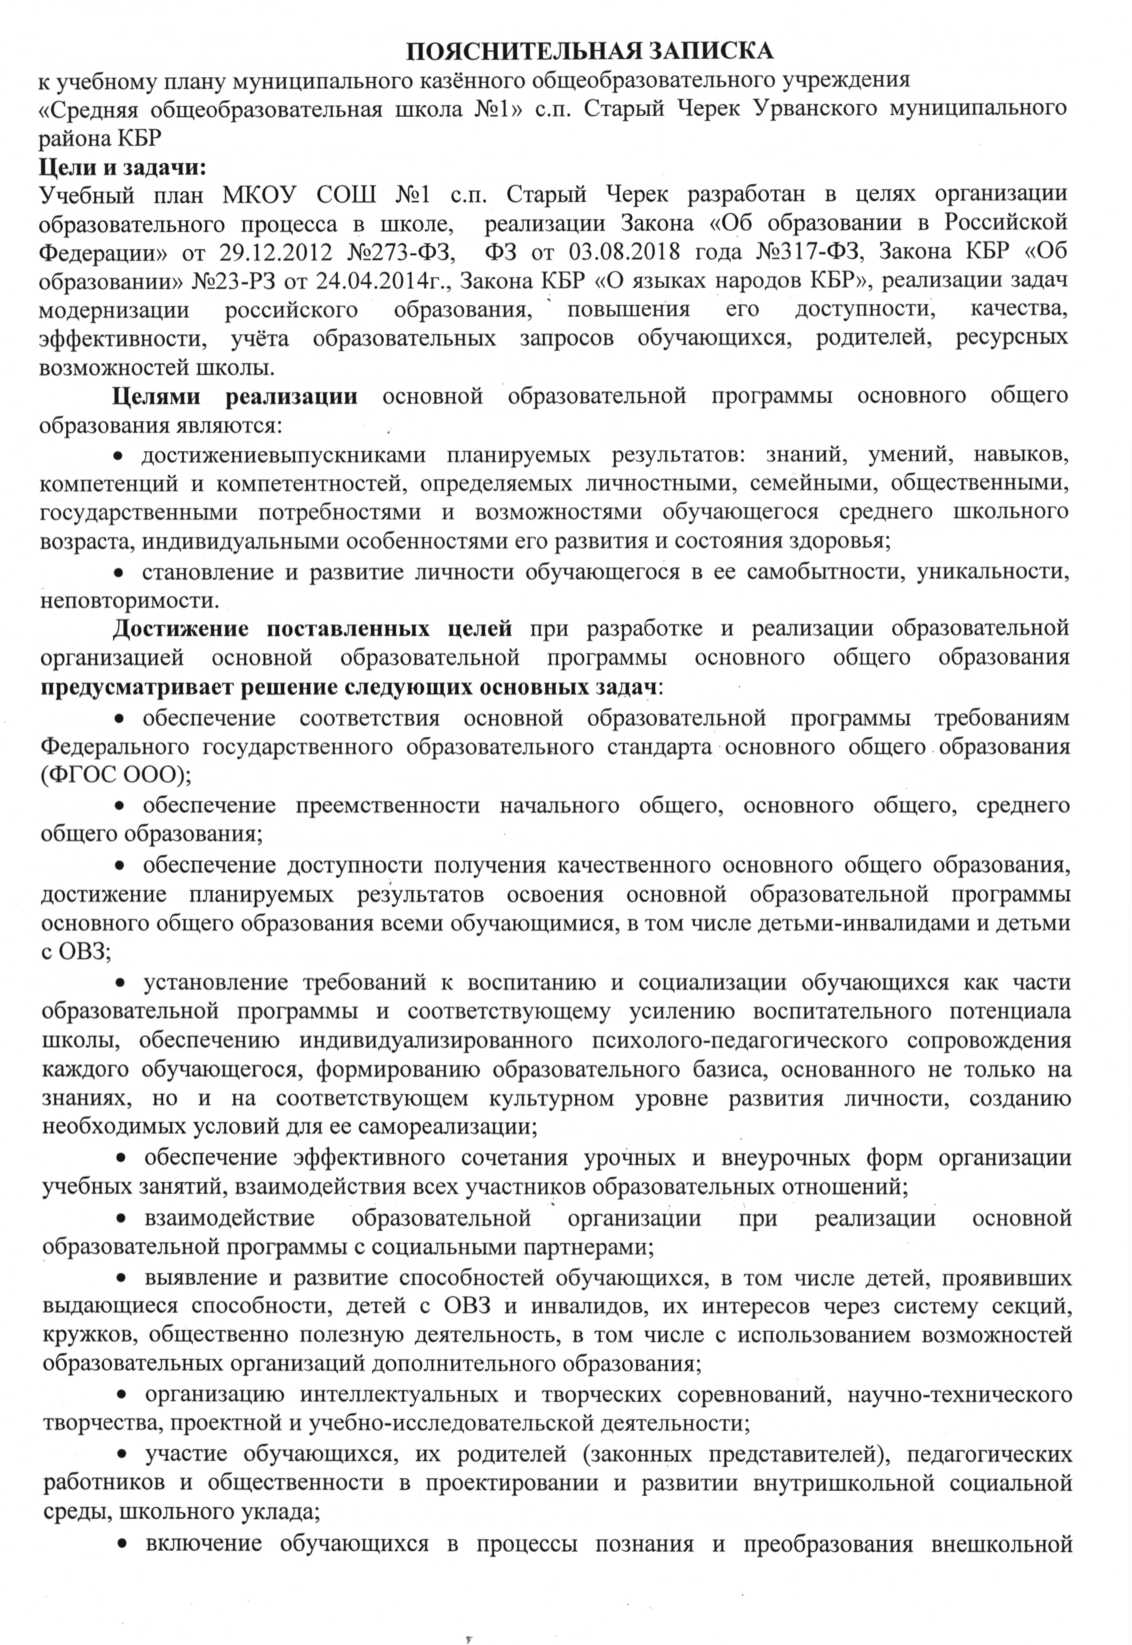 ПОЯСНИТЕЛЬНАЯ ЗАПИСКА
к учебному плану муниципального казённого общеобразовательного учреждения
«Средняя общеобразовательная школа №1» с.п. Старый Черек Урванского муниципального
района КБР
Цели и задачи:
Учебный план МКОУ СОШ №1 с.п. Старый Черек разработан в целях организации
образовательного процесса в школе, реализации Закона «Об образовании в Российской
Федерации» от 29.12.2012 №273-ФЗ, ФЗ от 03.08.2018 года №317-ФЗ, Закона КБР «Об
образовании» №23-РЗ от 24.04.2014г., Закона КБР «О языках народов КБР», реализации задач
модернизации российского образования, повышения его доступности, качества,
эффективности, учёта образовательных запросов обучающихся, родителей, ресурсных
возможностей школы.
Целями реализации основной образовательной программы основного общего
образования являются:
• достижениевыпускниками планируемых результатов: знаний, умений, навыков,
компетенций и компетентностей, определяемых личностными, семейными, общественными,
государственными потребностями и возможностями обучающегося среднего школьного
возраста, индивидуальными особенностями его развития и состояния здоровья;
• становление и развитие личности обучающегося в ее самобытности, уникальности,
неповторимости.
Достижение поставленных целей при разработке и реализации образовательной
организацией основной образовательной программы основного общего образования
предусматривает решение следующих основных задач:
• обеспечение соответствия основной образовательной программы требованиям
Федерального государственного образовательного стандарта основного общего образования
(ФГОС ООО);
• обеспечение преемственности начального общего, основного общего, среднего
общего образования;
• обеспечение доступности получения качественного основного общего образования,
достижение планируемых результатов освоения основной образовательной программы
основного общего образования всеми обучающимися, в том числе детьми-инвалидами и детьми
с ОВЗ;
• установление требований к воспитанию и социализации обучающихся как части
образовательной программы и соответствующему усилению воспитательного потенциала
школы, обеспечению индивидуализированного психолого-педагогического сопровождения
каждого обучающегося, формированию образовательного базиса, основанного не только на
знаниях, но и на соответствующем культурном уровне развития личности, созданию
необходимых условий для ее самореализации;
• обеспечение эффективного сочетания урочных и внеурочных форм организации
учебных занятий, взаимодействия всех участников образовательных отношений;
• взаимодействие образовательной организации при реализации основной
образовательной программы с социальными партнерами;
• выявление и развитие способностей обучающихся, в том числе детей, проявивших
выдающиеся способности, детей с ОВЗ и инвалидов, их интересов через систему секций,
кружков, общественно полезную деятельность, в том числе с использованием возможностей
образовательных организаций дополнительного образования;
• организацию интеллектуальных и творческих соревнований, научно-технического
творчества, проектной и учебно-исследовательской деятельности;
• участие обучающихся, их родителей (законных представителей), педагогических
работников и общественности в проектировании и развитии внутришкольной социальной
среды, школьного уклада;
• включение обучающихся в процессы познания и преобразования внешкольной